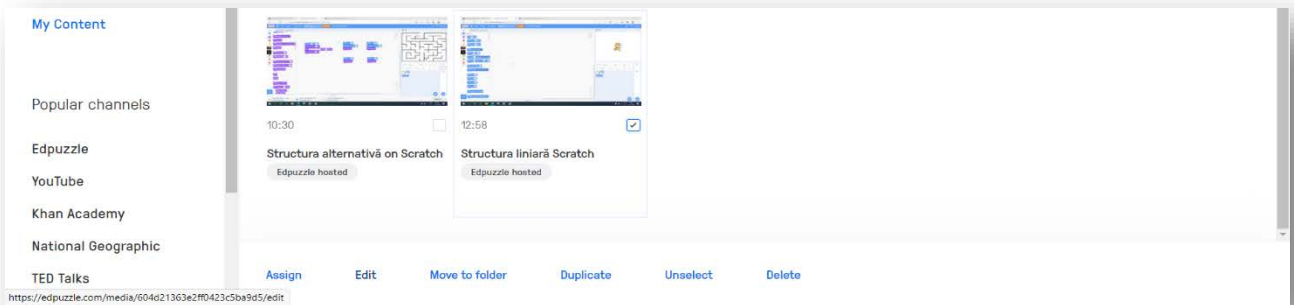 My Content
Popular channels
Edpuzzle
YouTube
Khan Academy
National Geographic
TED Talks
10:30
12:58
Structura alternativă on Scratch
Structura liniară Scratch
Edpuzzle hosted
Edpuzzle hosted
Assign Edit Move to folder Duplicate Unselect Delete
https://edpuzzle.com/media/604d21363e2ff0423c5ba9d5/edit